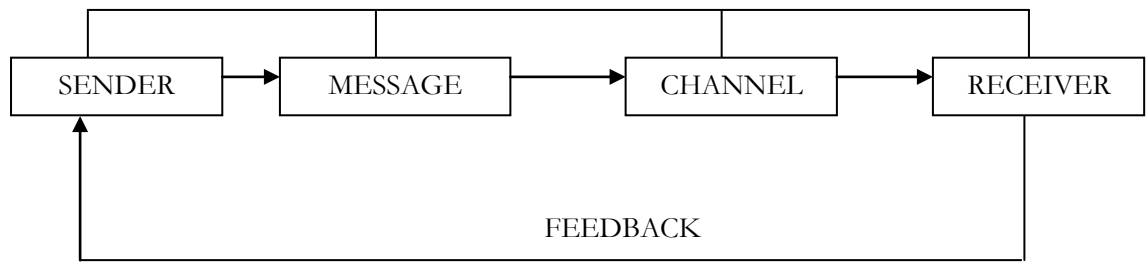 SENDER
MESSAGE
CHANNEL
RECEIVER
FEEDBACK